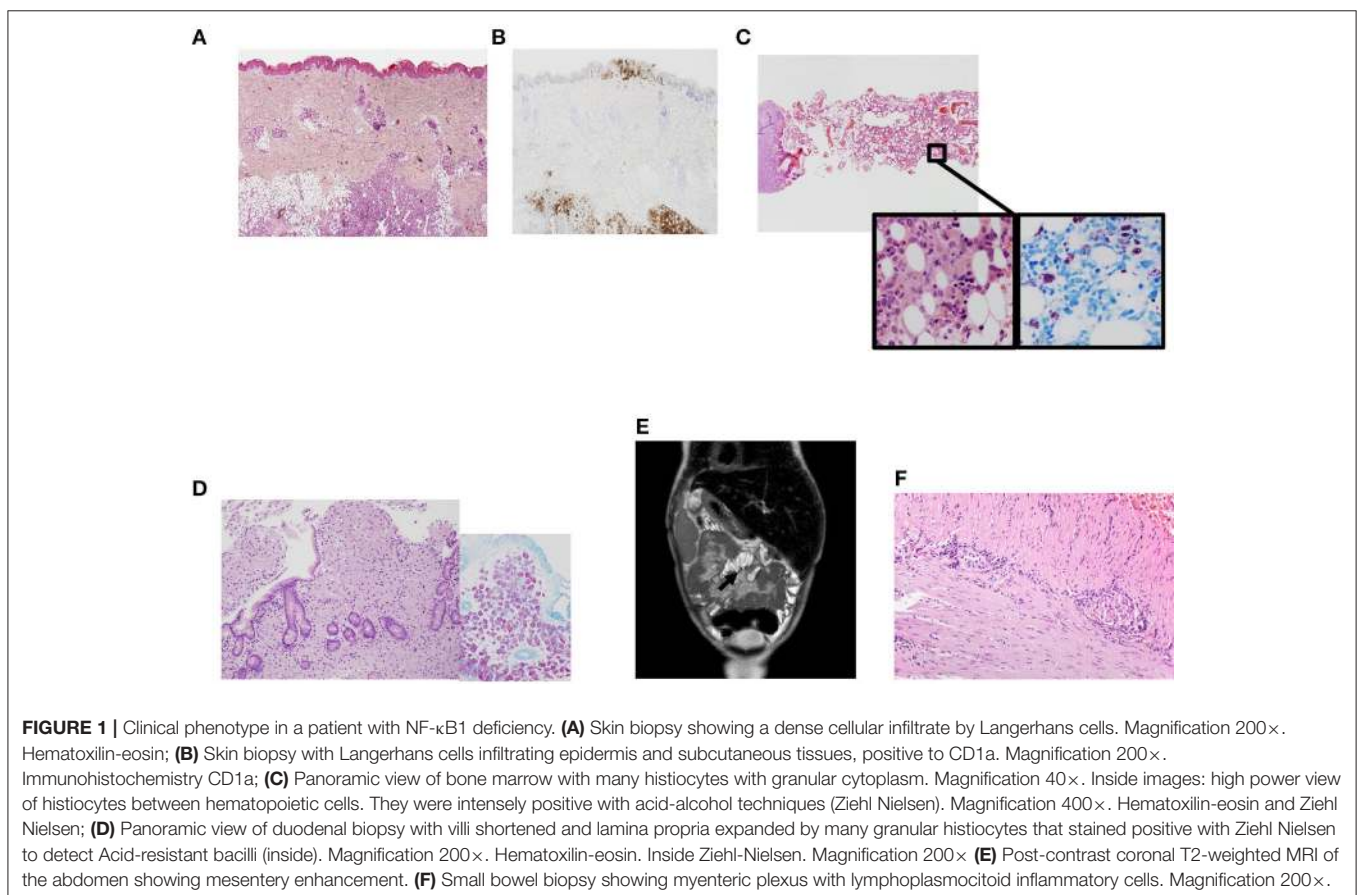 A
B
C
D
E
F
FIGURE 1 | Clinical phenotype in a patient with NF-κB1 deficiency. (A) Skin biopsy showing a dense cellular infiltrate by Langerhans cells. Magnification 200×.
Hematoxilin-eosin; (B) Skin biopsy with Langerhans cells infiltrating epidermis and subcutaneous tissues, positive to CD1a. Magnification 200×.
Immunohistochemistry CD1a; (C) Panoramic view of bone marrow with many histiocytes with granular cytoplasm. Magnification 40×. Inside images: high power view
of histiocytes between hematopoietic cells. They were intensely positive with acid-alcohol techniques (Ziehl Nielsen). Magnification 400×. Hematoxilin-eosin and Ziehl
Nielsen; (D) Panoramic view of duodenal biopsy with villi shortened and lamina propria expanded by many granular histiocytes that stained positive with Ziehl Nielsen
to detect Acid-resistant bacilli (inside). Magnification 200×. Hematoxilin-eosin. Inside Ziehl-Nielsen. Magnification 200× (E) Post-contrast coronal T2-weighted MRI of
the abdomen showing mesentery enhancement. (F) Small bowel biopsy showing myenteric plexus with lymphoplasmocitoid inflammatory cells. Magnification 200×.